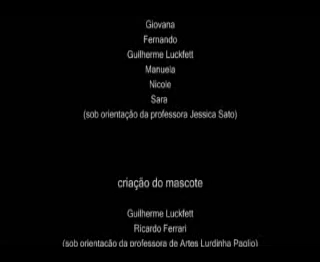 Giovana
Fernando
Guilherme Luckfett
Manuela
Nicole
Sara
(sob orientação da professora Jessica Sato)
criação do mascote
Guilherme Luckfett
Ricardo Ferrari
(sob orientação da professora de Artes Lurdinha Paglio)